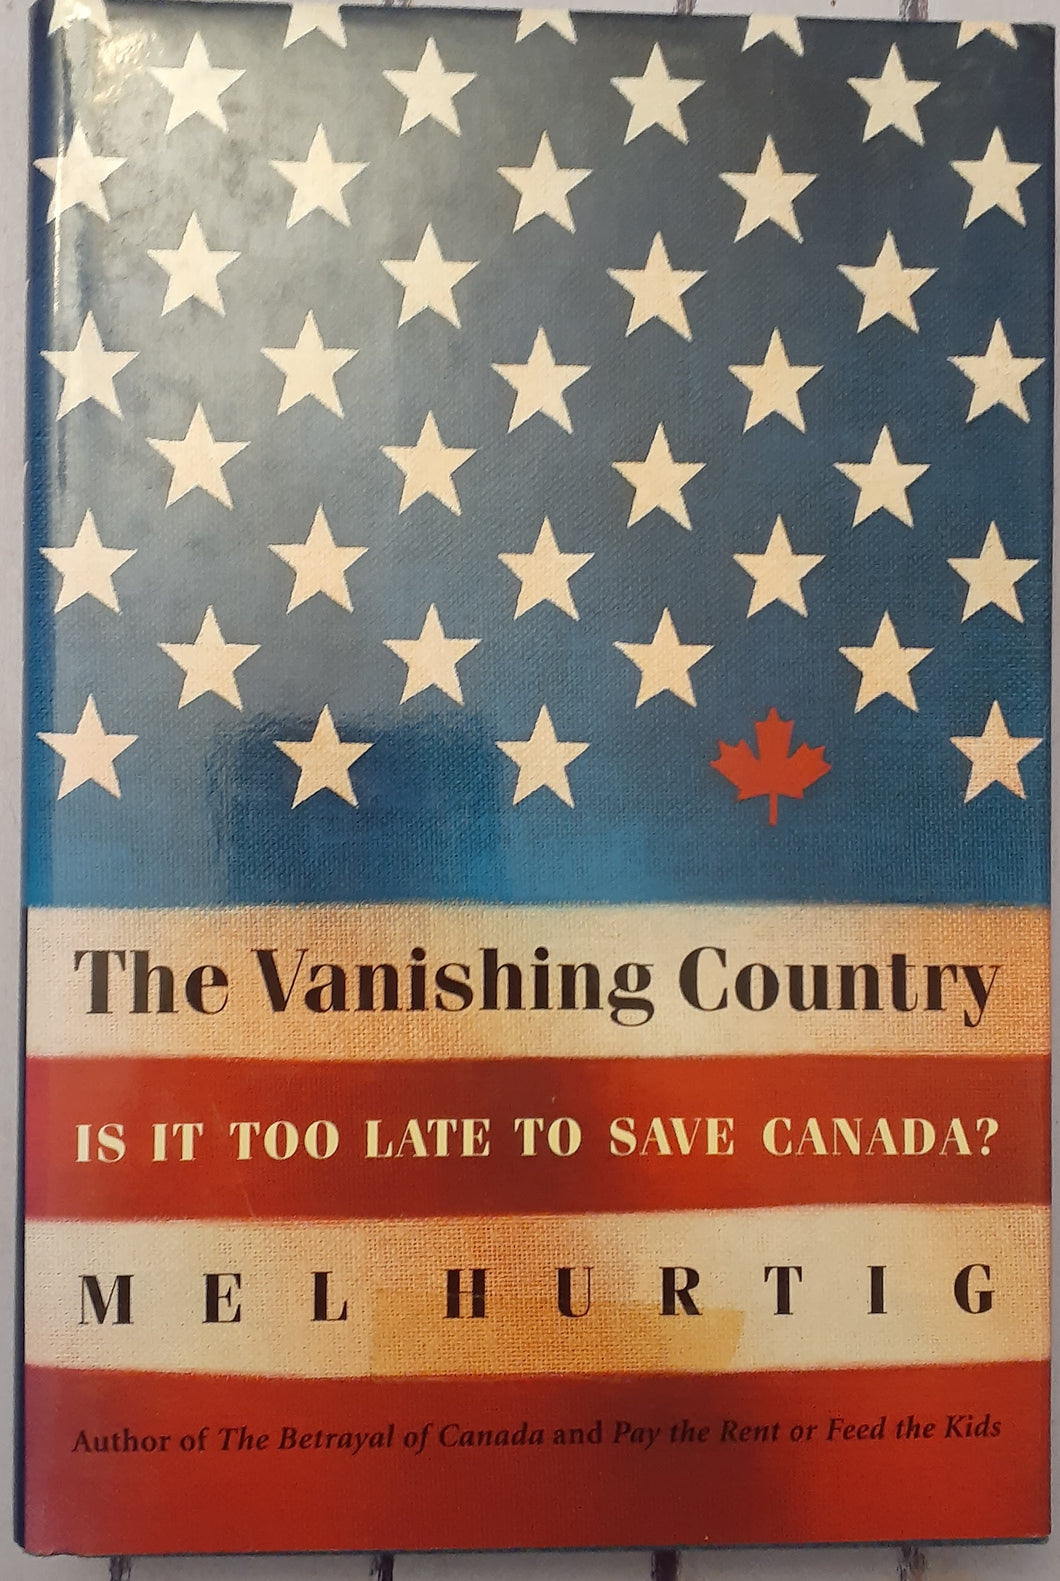 The Vanishing Country
IS IT TOO LATE TO SAVE CANADA?
MEL HURTIG
Author of The Betrayal of Canada and Pay the Rent or Feed the Kids